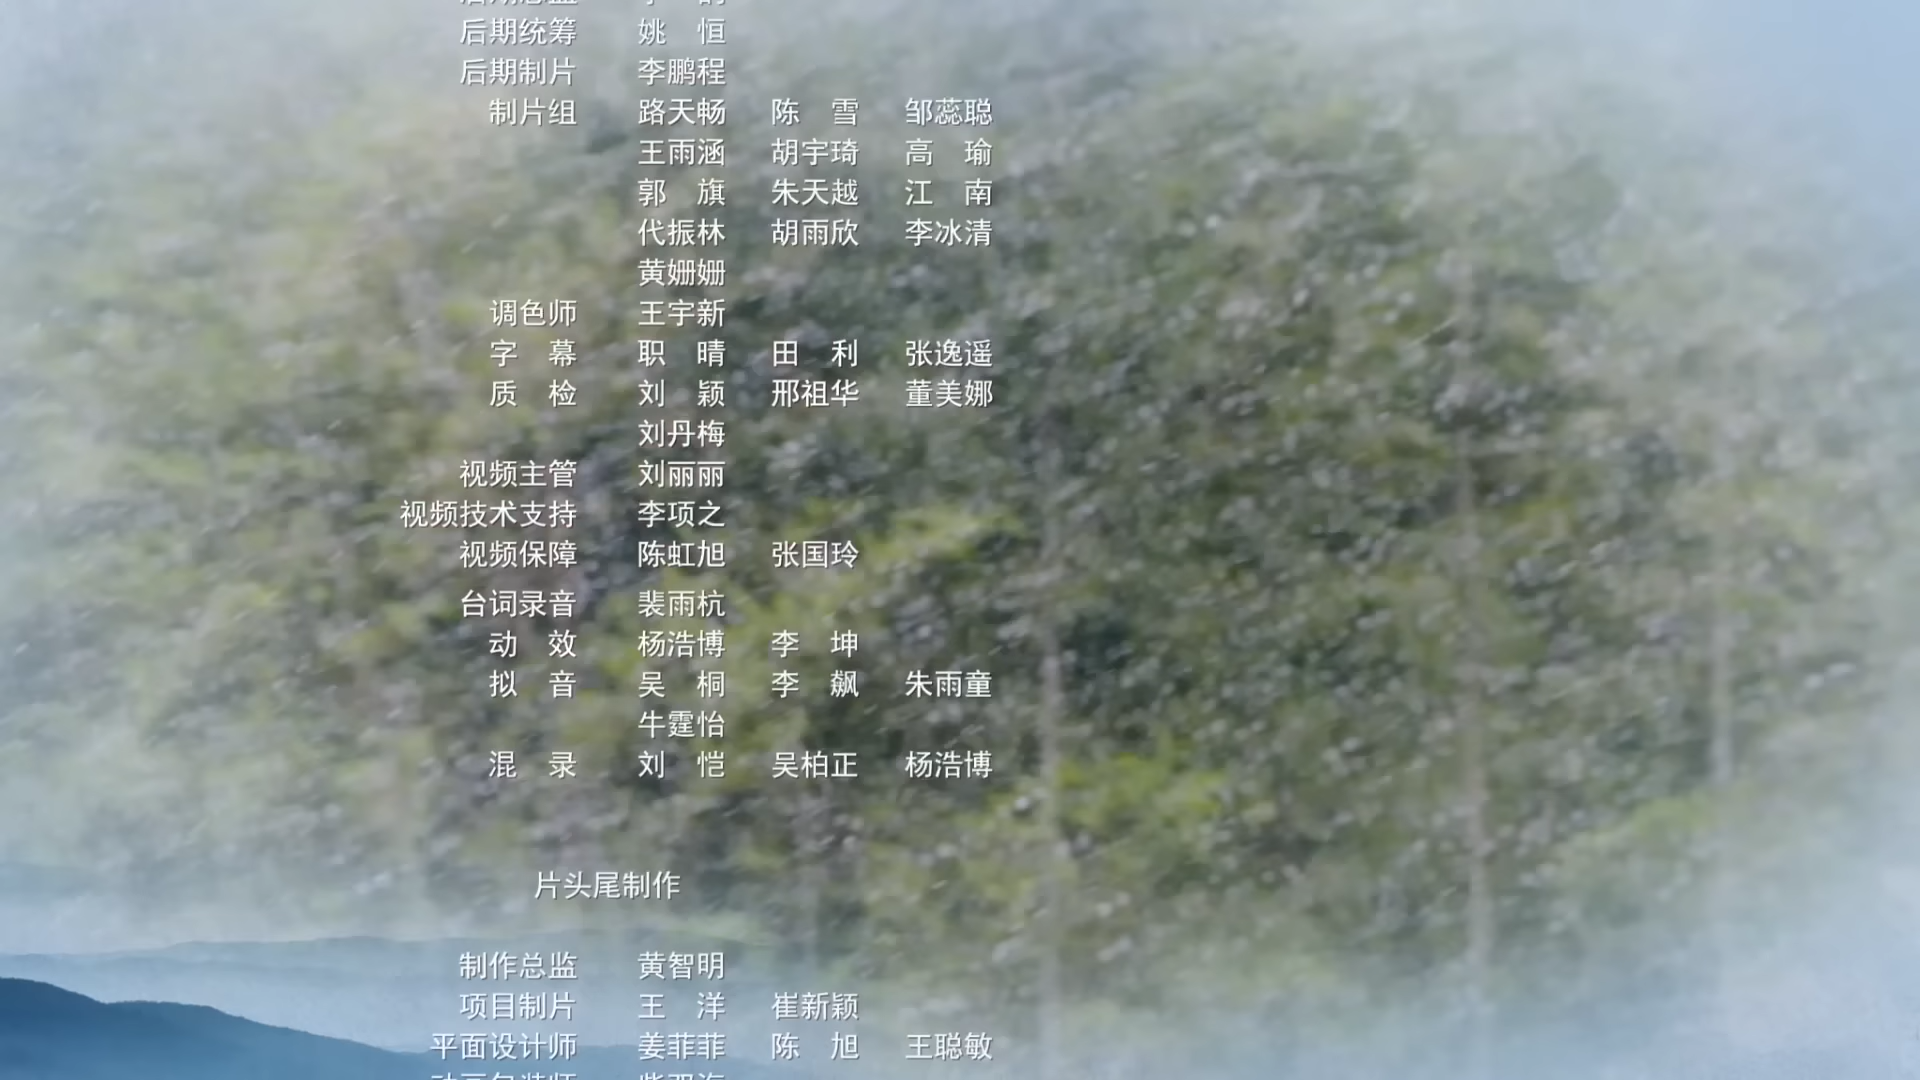 后期统筹 姚 恒
后期制片 李鹏程
制片组 路天畅 陈 雪 邹蕊聪
王雨涵 胡宇琦 高 瑜
郭 旗 朱天越 江 南
代振林 胡雨欣 李冰清
黄姗姗
调色师 王宇新
字 幕 职 晴 田 利 张逸遥
质 检 刘 颖 邢祖华 董美娜
刘丹梅
视频主管 刘丽丽
视频技术支持 李项之
视频保障 陈虹旭 张国玲
台词录音 裴雨杭
动 效 杨浩博 李 坤
拟 音 吴 桐 李 飙 朱雨童
牛霆怡
混 录 刘 恺 吴柏正 杨浩博
片头尾制作
制作总监 黄智明
项目制片 王 洋 崔新颖
平面设计师 姜菲菲 陈 旭 王聪敏